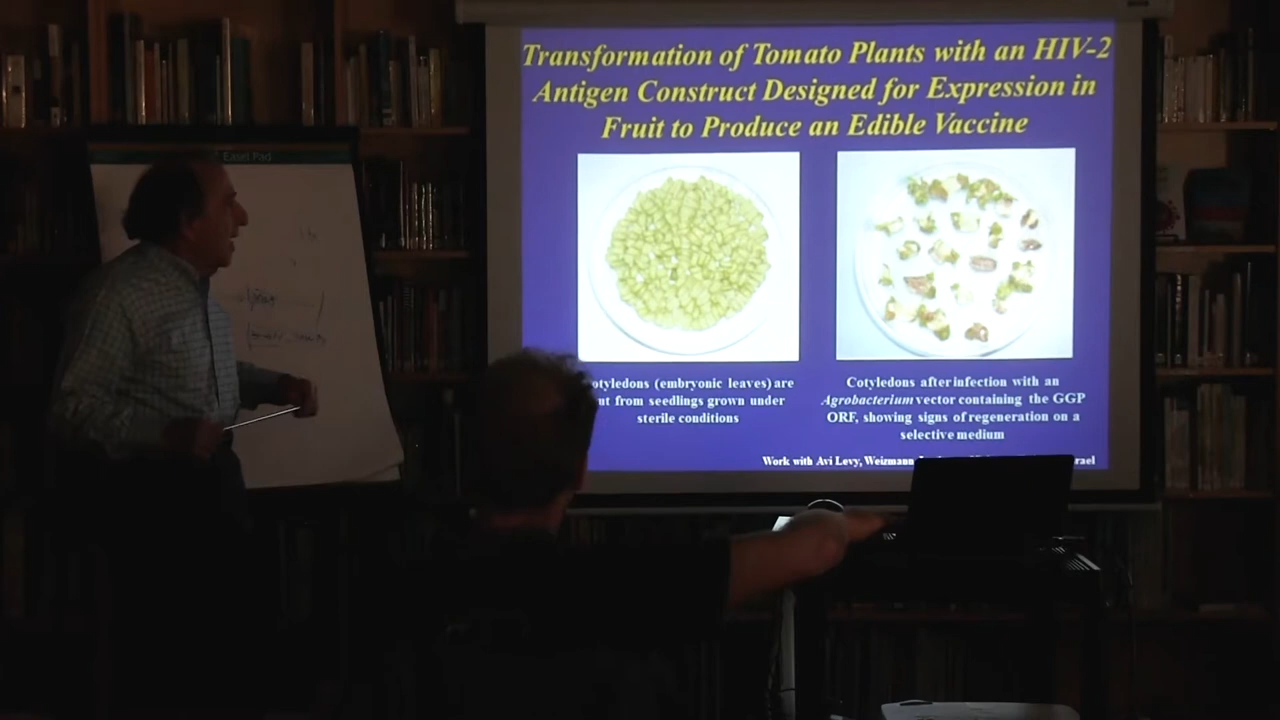 Easel Pad
Transformation of Tomato Plants with an HIV-2
Antigen Construct Designed for Expression in
Fruit to Produce an Edible Vaccine
otyledons (embryonic leaves) are
ut from seedlings grown under
sterile conditions
Cotyledons after infection with an
Agrobacterium vector containing the GGP
ORF, showing signs of regeneration on a
selective medium
Work with Avi Levy, Weizmann rael